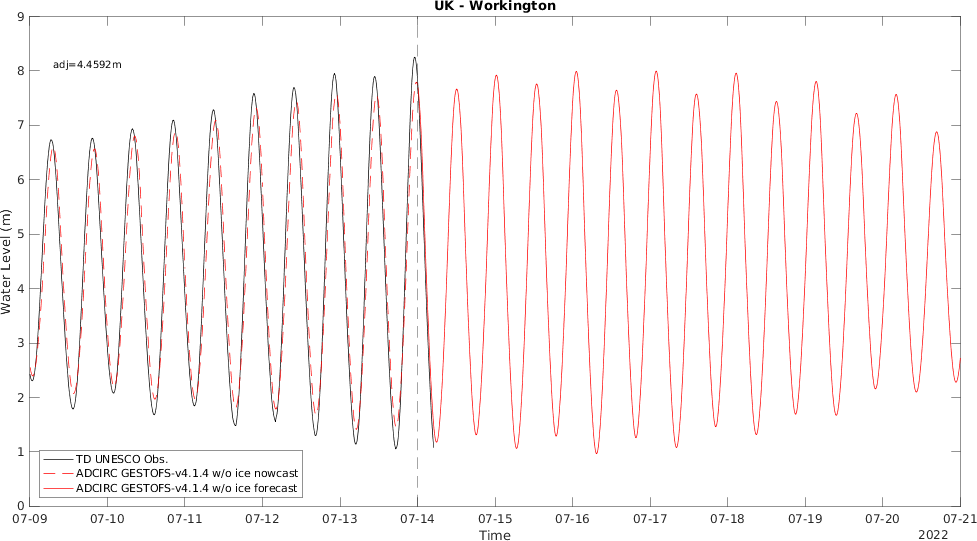 UK - Workington
adj=4.4592m
Water Level (m)
9
8
7
6
5
4
3
2
1
0
TD UNESCO Obs.
ADCIRC GESTOFS-v4.1.4 w/o ice nowcast
ADCIRC GESTOFS-v4.1.4 w/o ice forecast
07-09 07-10 07-11 07-12 07-13 07-14 07-15 07-16 07-17 07-18 07-19 07-20 07-21
Time
2022